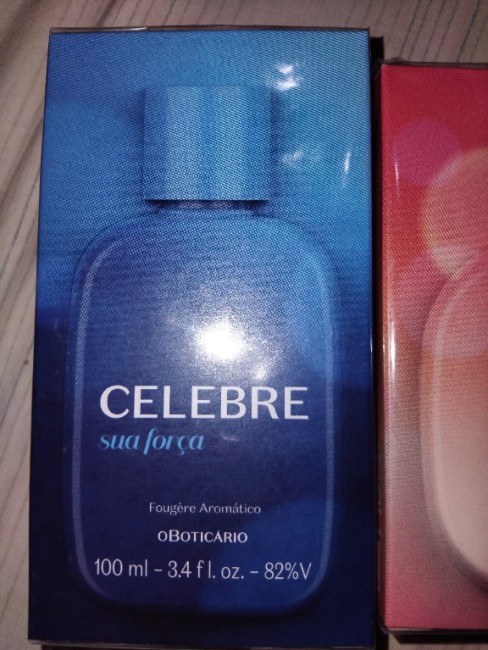 CELEBRE
sua força
Fougère Aromático
oBOTICÁRIO
100 ml – 3.4 fl. oz. – 82%V